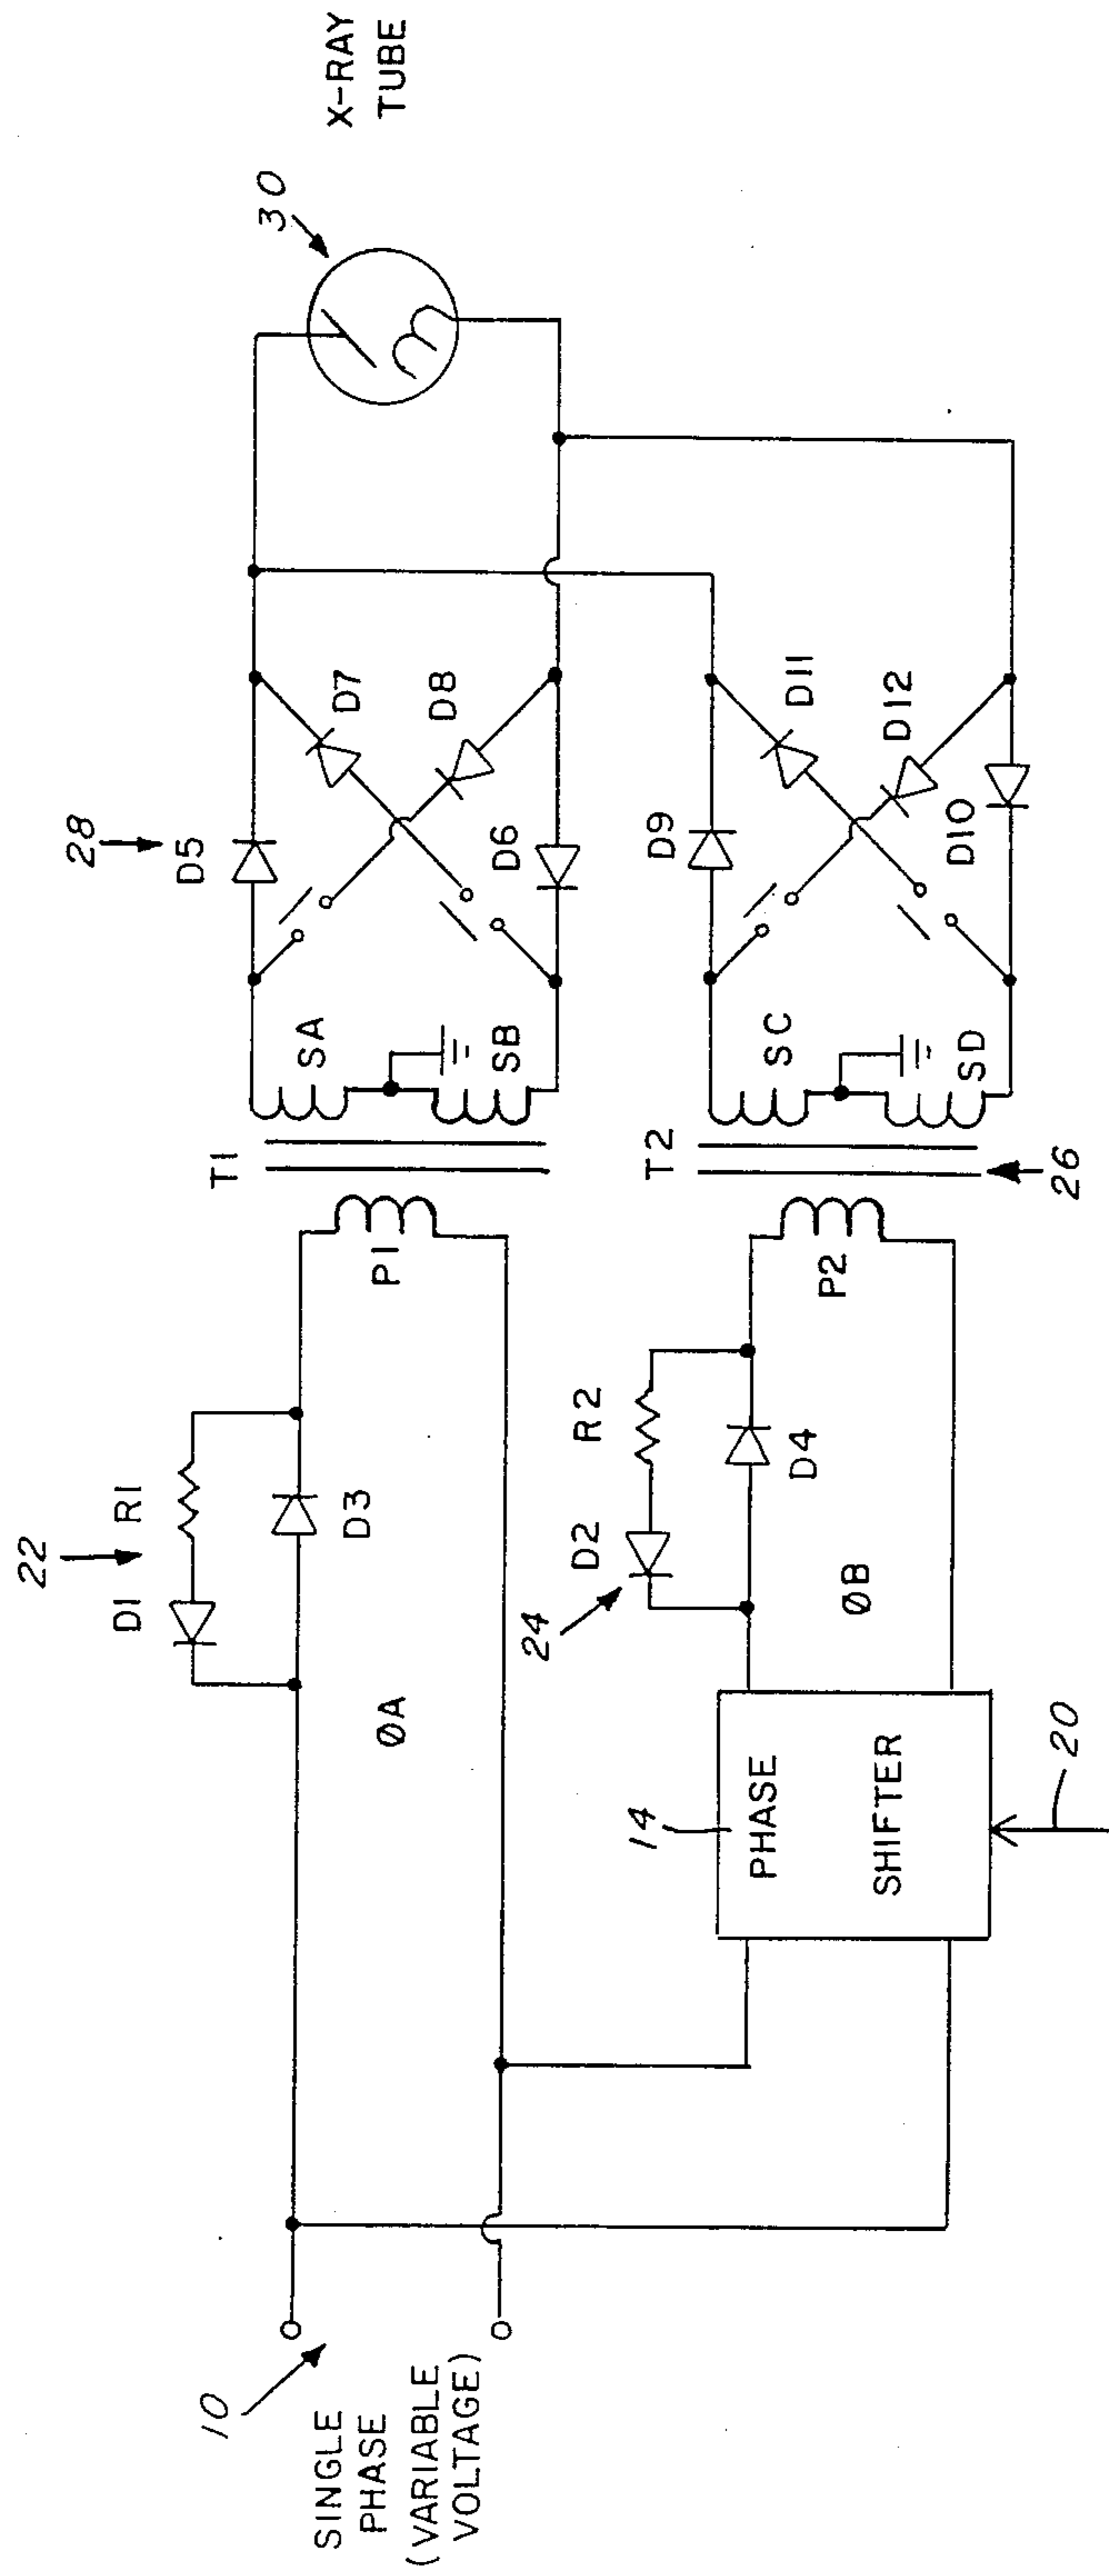 SINGLE
PHASE
(VARIABLE
VOLTAGE)
10
22
D1
R1
D3
ØA
P1
T1
SA
SB
28
D5
D7
D8
D6
30
X-RAY
TUBE
14
PHASE
SHIFTER
20
24
D2
R2
D4
ØB
P2
T2
26
SC
SD
D9
D11
D12
D10